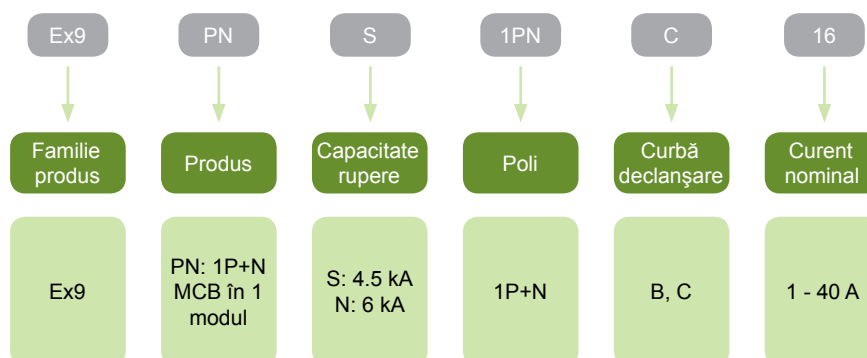 Ex9
PN
S
1PN
C
16
Familie
produs
Produs
Capacitate
rupere
Poli
Curbă
declanşare
Curent
nominal
Ex9
PN: 1P+N
MCB în 1
modul
S: 4.5 kA
N: 6 kA
1P+N
B, C
1 - 40 A